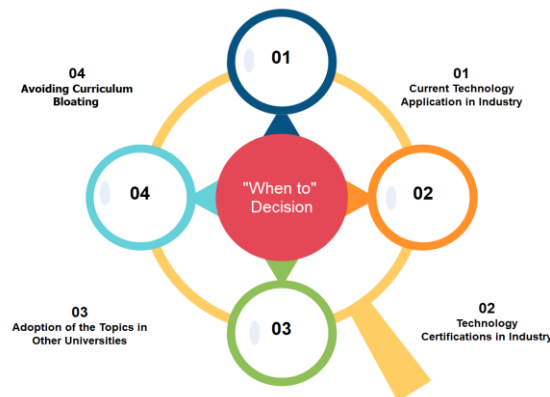 01
04
Avoiding Curriculum
Bloating
01
Current Technology
Application in Industry
04
"When to"
Decision
02
03
Adoption of the Topics in
Other Universities
03
02
Technology
Certifications in Industry